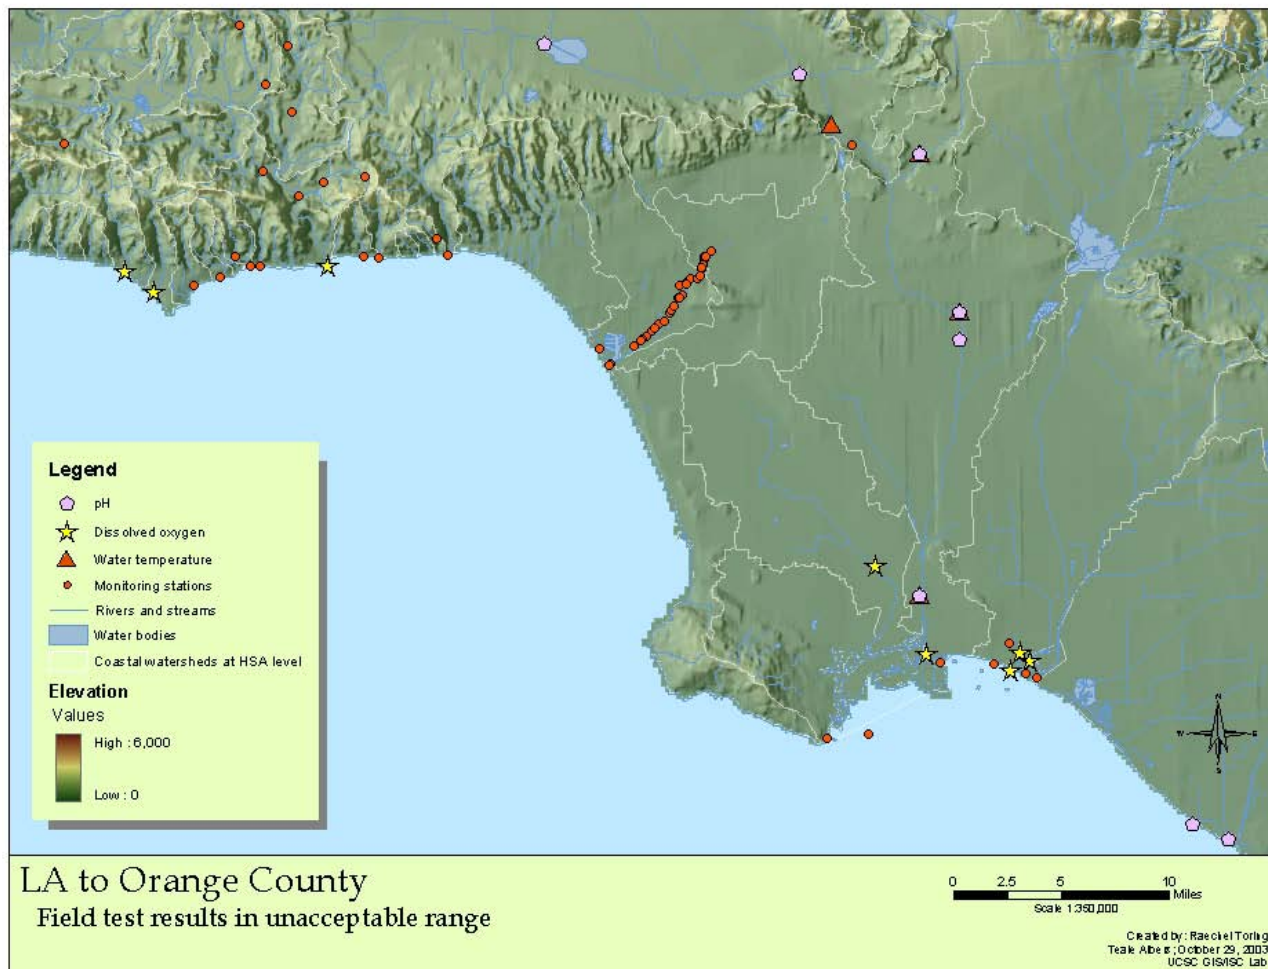 Legend
pH
Dissolved oxygen
Water temperature
Monitoring stations
Rivers and streams
Water bodies
Coastal watersheds at HSA level
Elevation
Values
High : 6,000
Low : 0
N
W E
S
LA to Orange County
Field test results in unacceptable range
0 2.5 5 10
Miles
Scale 1:350,000
Created by: Raechel Toring
Teale Albers; October 29, 2003
UCSC GIS/ISC Lab